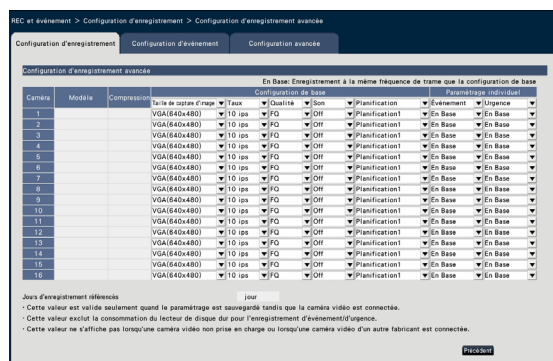 REC et événement > Configuration d'enregistrement > Configuration d'enregistrement avancée
Configuration d'enregistrement Configuration d'évènement Configuration avancée
Configuration d'enregistrement avancée
En Base: Enregistrement à la même fréquence de trame que la configuration de base
Caméra Modèle Compression Configuration de base Paramétrage individuel
Taille de capture d'image Taux Qualité Son Planification Événement Urgence
1 VGA(640x480) 10 ips FQ Off Planification1 En Base En Base
2 VGA(640x480) 10 ips FQ Off Planification1 En Base En Base
3 VGA(640x480) 10 ips FQ Off Planification1 En Base En Base
4 VGA(640x480) 10 ips FQ Off Planification1 En Base En Base
5 VGA(640x480) 10 ips FQ Off Planification1 En Base En Base
6 VGA(640x480) 10 ips FQ Off Planification1 En Base En Base
7 VGA(640x480) 10 ips FQ Off Planification1 En Base En Base
8 VGA(640x480) 10 ips FQ Off Planification1 En Base En Base
9 VGA(640x480) 10 ips FQ Off Planification1 En Base En Base
10 VGA(640x480) 10 ips FQ Off Planification1 En Base En Base
11 VGA(640x480) 10 ips FQ Off Planification1 En Base En Base
12 VGA(640x480) 10 ips FQ Off Planification1 En Base En Base
13 VGA(640x480) 10 ips FQ Off Planification1 En Base En Base
14 VGA(640x480) 10 ips FQ Off Planification1 En Base En Base
15 VGA(640x480) 10 ips FQ Off Planification1 En Base En Base
16 VGA(640x480) 10 ips FQ Off Planification1 En Base En Base
Jours d'enregistrement référencés jour
· Cette valeur est valide seulement quand le paramétrage est sauvegardé tandis que la caméra vidéo est connectée.
· Cette valeur exclut la consommation du lecteur de disque dur pour l'enregistrement d'événement/d'urgence.
· Cette valeur ne s'affiche pas lorsqu'une caméra vidéo non prise en charge ou lorsqu'une caméra vidéo d'un autre fabricant est connectée.
Précédent